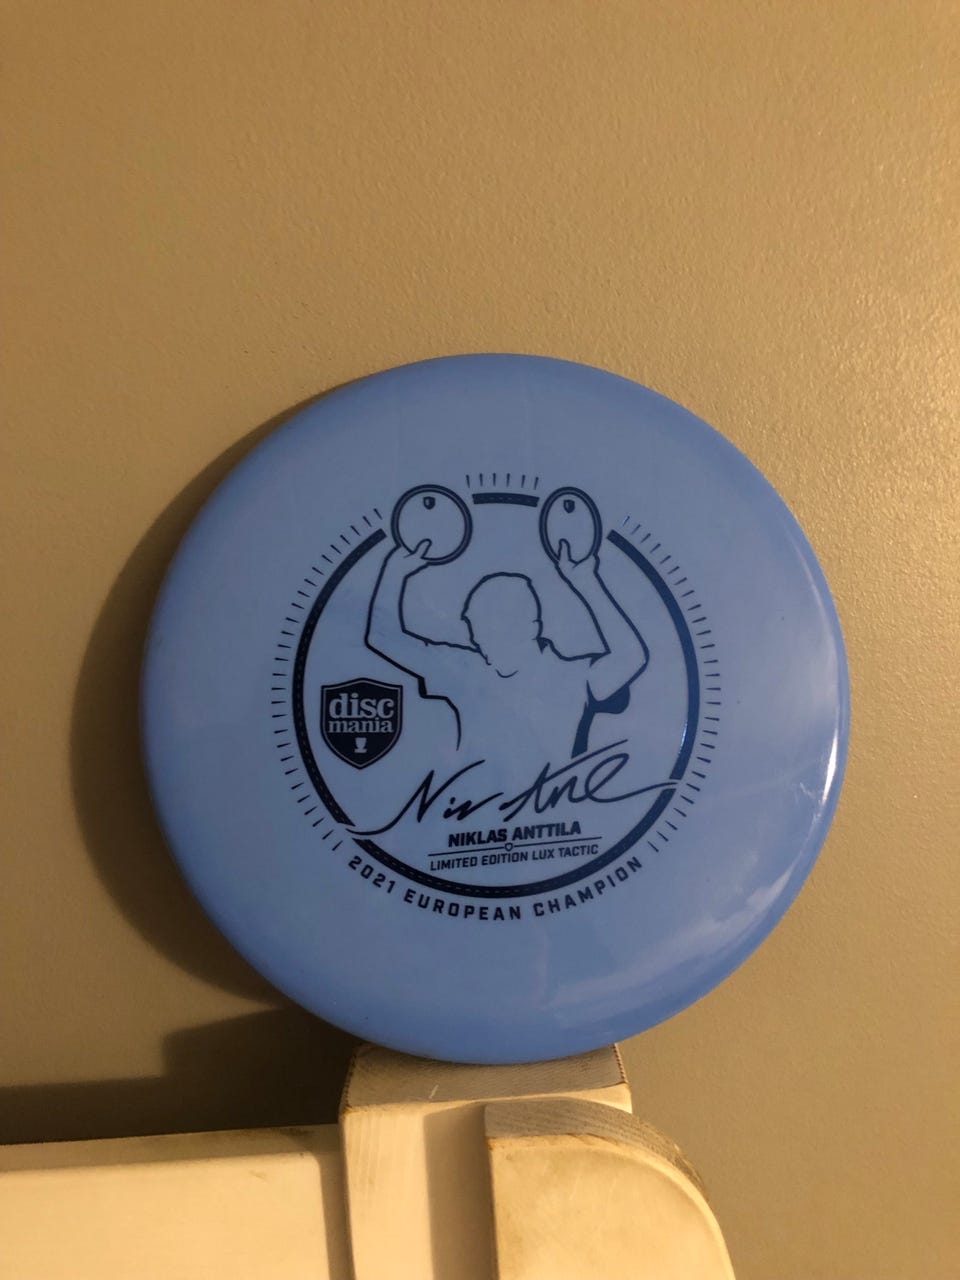 disc
mania
NIKLAS ANTTILA
LIMITED EDITION LUX TACTIC
2021 EUROPEAN CHAMPION